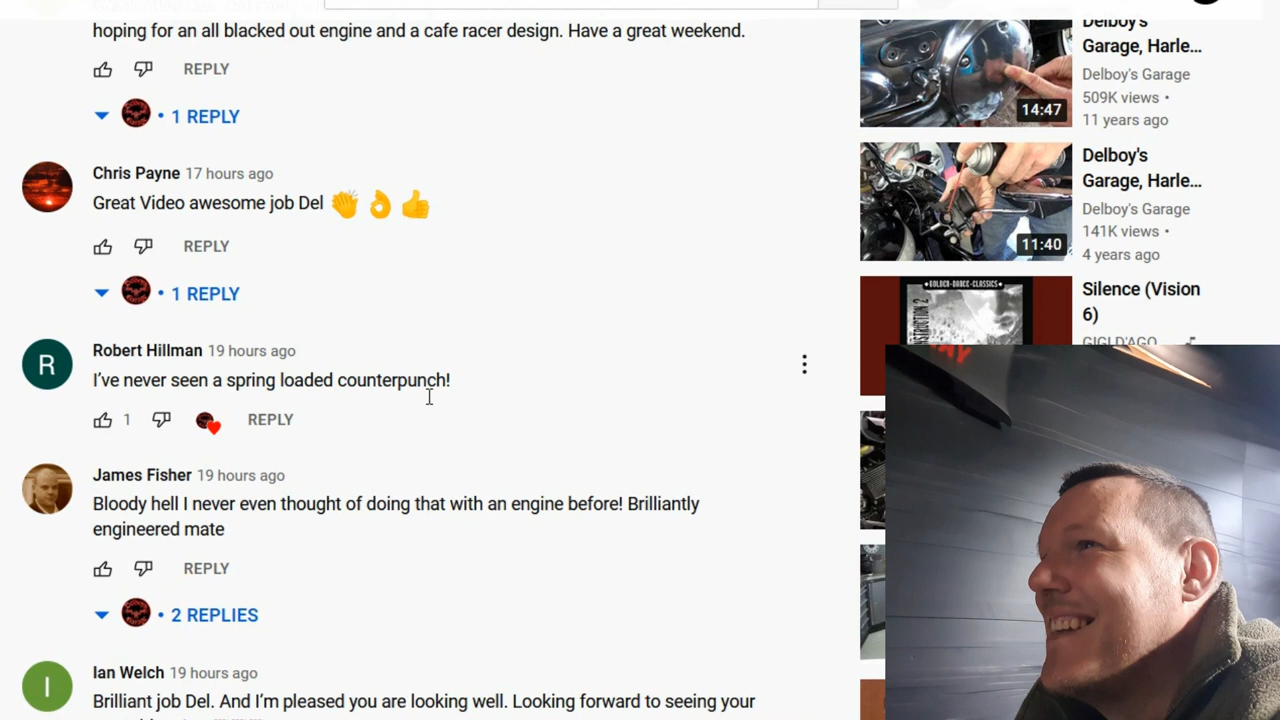 hoping for an all blacked out engine and a cafe racer design. Have a great weekend.
REPLY
• 1 REPLY
Chris Payne 17 hours ago
Great Video awesome job Del 👏 👌 👍
REPLY
• 1 REPLY
R
Robert Hillman 19 hours ago
I’ve never seen a spring loaded counterpunch!
1 REPLY
James Fisher 19 hours ago
Bloody hell I never even thought of doing that with an engine before! Brilliantly
engineered mate
REPLY
• 2 REPLIES
I
Ian Welch 19 hours ago
Brilliant job Del. And I’m pleased you are looking well. Looking forward to seeing your
Delboy's
Garage, Harle...
Delboy's Garage
509K views •
11 years ago
14:47
Delboy's
Garage, Harle...
Delboy's Garage
141K views •
4 years ago
11:40
Silence (Vision
6)
GIGI D'AGO
GOLDEN-DANCE-CLASSICS